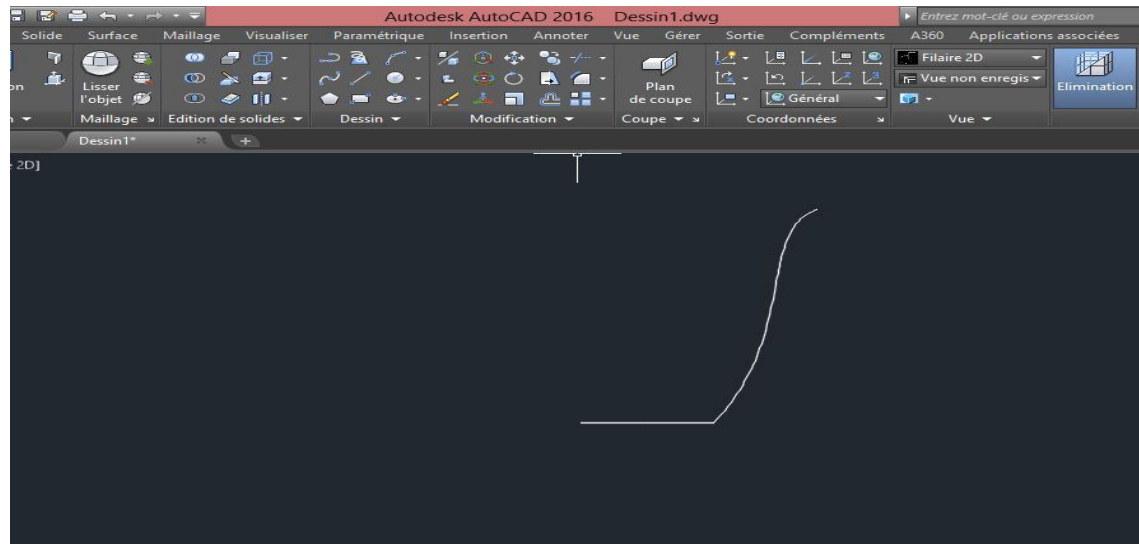 Autodesk AutoCAD 2016 Dessin1.dwg Entrez mot-clé ou expression
Solide Surface Maillage Visualiser Paramétrique Insertion Annoter Vue Gérer Sortie Compléments A360 Applications associées
Lisser
l'objet
Plan
de coupe
Général
Filaire 2D
Vue non enregis
Elimination
Maillage Edition de solides Dessin Modification Coupe Coordonnées Vue
Dessin1*
2D]